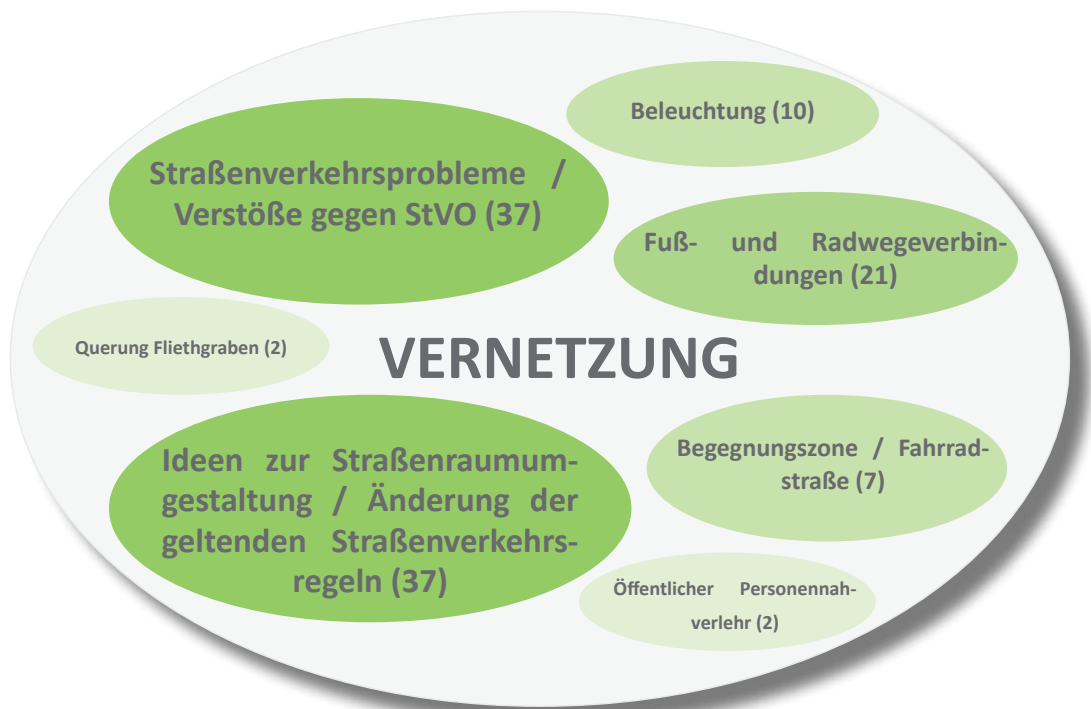 Beleuchtung (10)
Straßenverkehrsprobleme /
Verstöße gegen StVO (37)
Fuß- und Radwegeverbin-
dungen (21)
Querung Fliethgraben (2)
VERNETZUNG
Ideen zur Straßenraumum-
gestaltung / Änderung der
geltenden Straßenverkehrs-
regeln (37)
Begegnungszone / Fahrrad-
straße (7)
Öffentlicher Personennah-
verlehr (2)